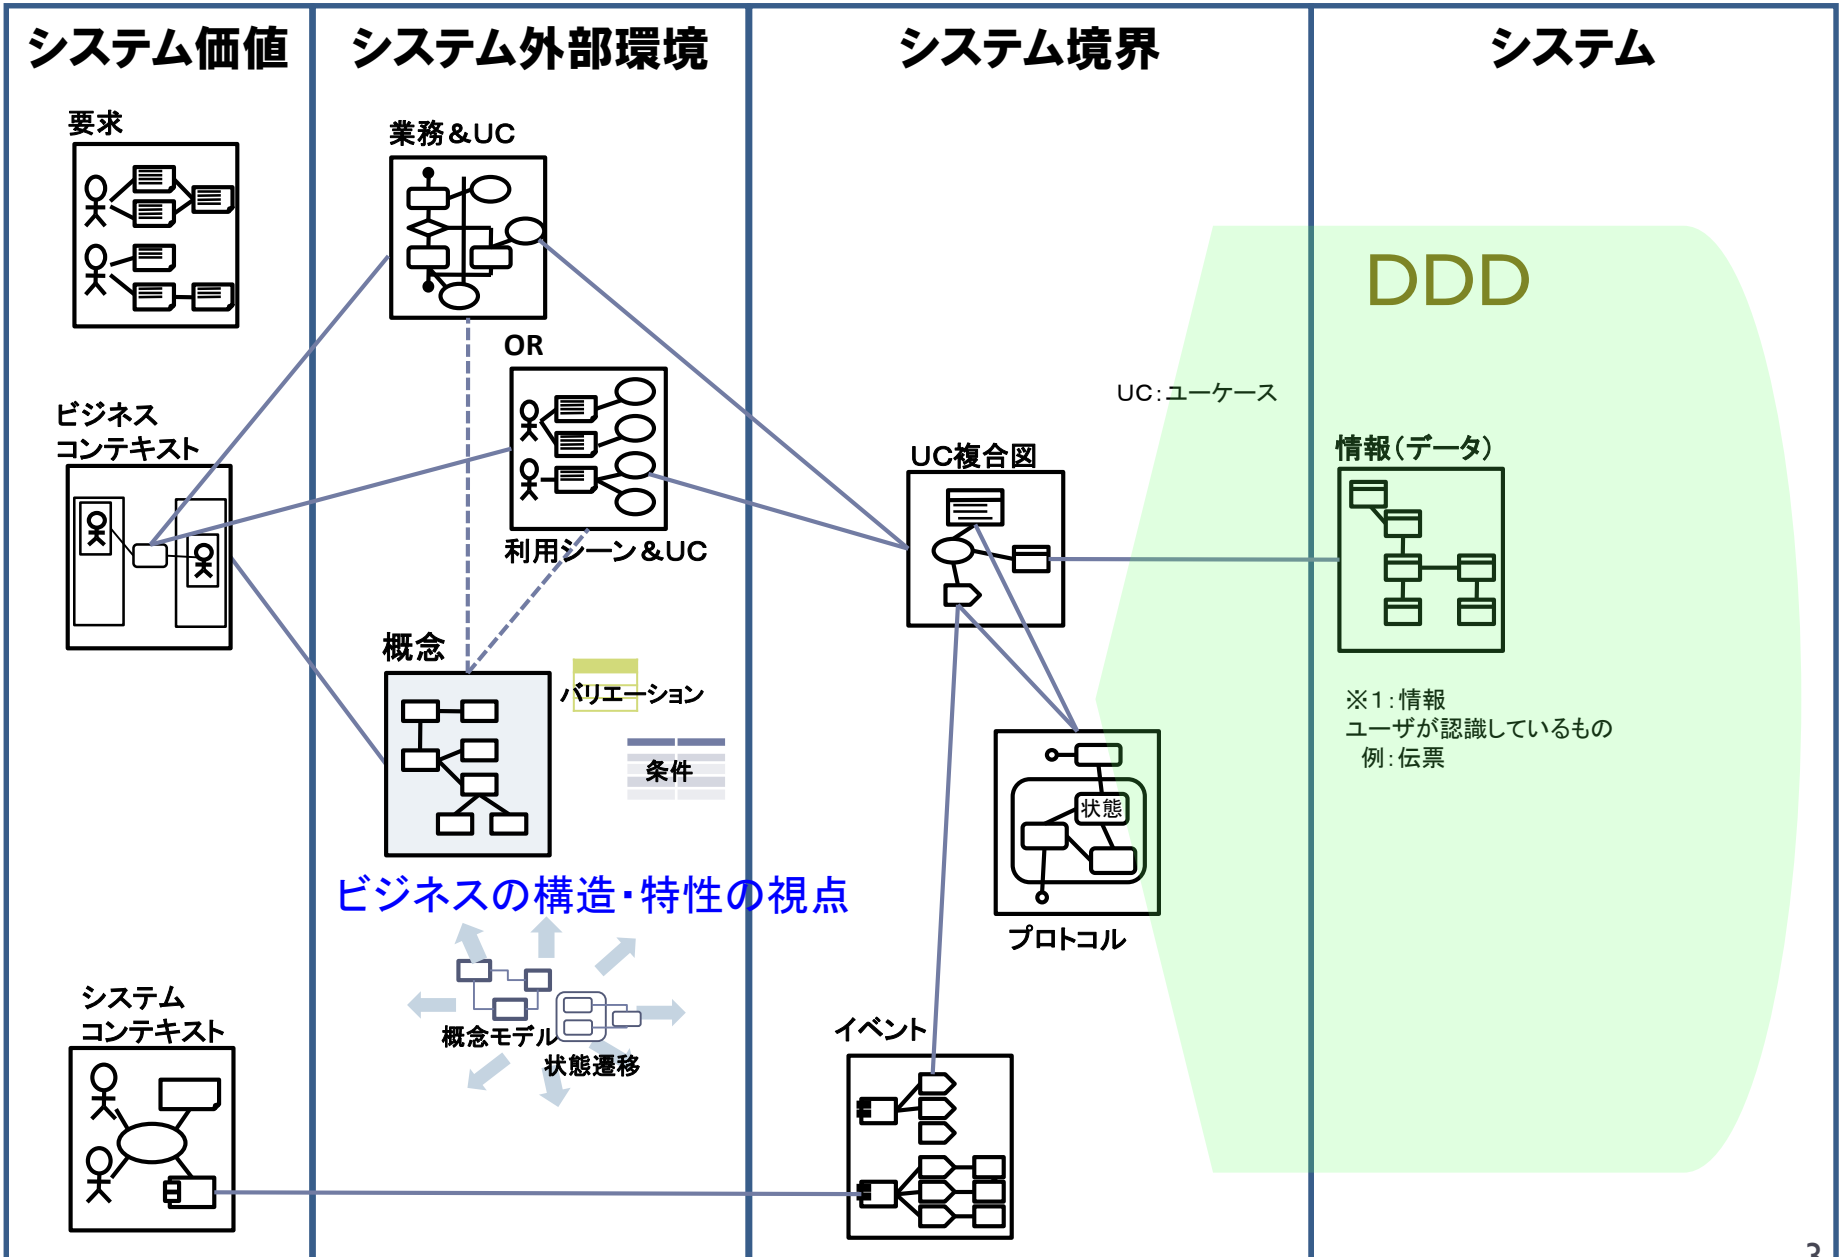 システム価値
システム外部環境
システム境界
システム
要求
業務＆UC
DDD
OR
UC：ユーケース
ビジネス
コンテキスト
UC複合図
情報（データ）
利用シーン＆UC
概念
バリエーション
条件
※1：情報
ユーザが認識しているもの
例：伝票
状態
ビジネスの構造・特性の視点
プロトコル
システム
コンテキスト
概念モデル
状態遷移
イベント
3